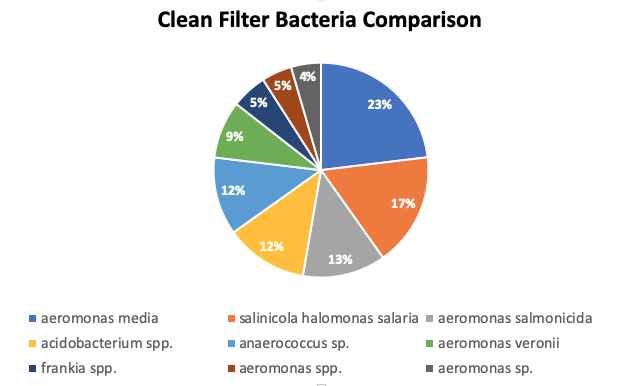 Clean Filter Bacteria Comparison
4%
5%
23%
5%
9%
12%
17%
12%
13%
aeromonas media
salinicola halomonas salaria
aeromonas salmonicida
acidobacterium spp.
anaerococcus sp.
aeromonas veronii
frankia spp.
aeromonas spp.
aeromonas sp.